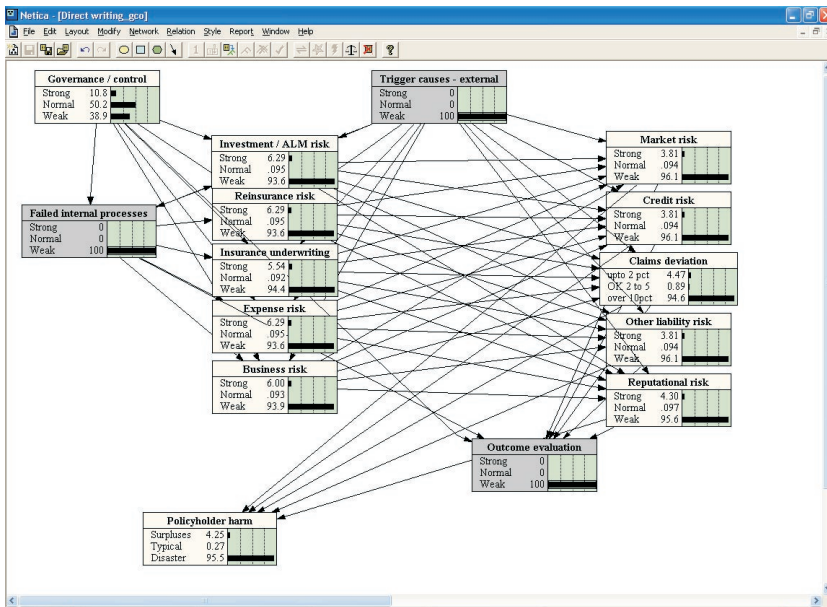 Netica - [Direct writing_gco]
File Edit Layout Modify Network Relation Style Report Window Help
Governance / control
Strong 10.8
Normal 50.2
Weak 38.9
Trigger causes - external
Strong 0
Normal 0
Weak 100
Investment / ALM risk
Strong 6.29
Normal .095
Weak 93.6
Market risk
Strong 3.81
Normal .094
Weak 96.1
Reinsurance risk
Strong 6.29
Normal .095
Weak 93.6
Credit risk
Strong 3.81
Normal .094
Weak 96.1
Failed internal processes
Strong 0
Normal 0
Weak 100
Insurance underwriting
Strong 5.54
Normal .092
Weak 94.4
Claims deviation
upto 2 pct 4.47
OK 2 to 5 0.89
over 10pct 94.6
Expense risk
Strong 6.29
Normal .095
Weak 93.6
Other liability risk
Strong 3.81
Normal .094
Weak 96.1
Business risk
Strong 6.00
Normal .093
Weak 93.9
Reputational risk
Strong 4.30
Normal .097
Weak 95.6
Outcome evaluation
Strong 0
Normal 0
Weak 100
Policyholder harm
Surpluses 4.25
Typical 0.27
Disaster 95.5